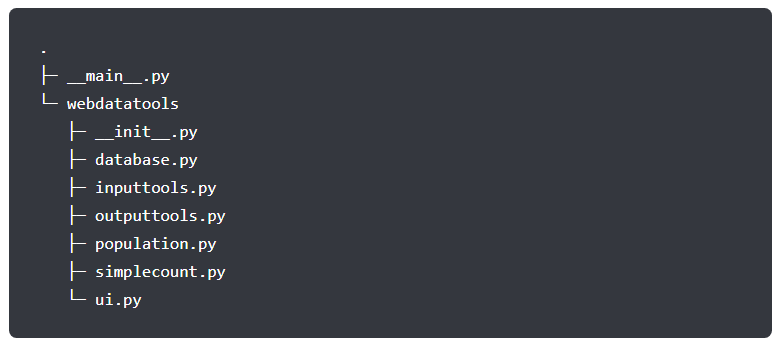 .
├─ __main__.py
└─ webdatatools
   ├─ __init__.py
   ├─ database.py
   ├─ inputtools.py
   ├─ outputtools.py
   ├─ population.py
   ├─ simplecount.py
   └─ ui.py